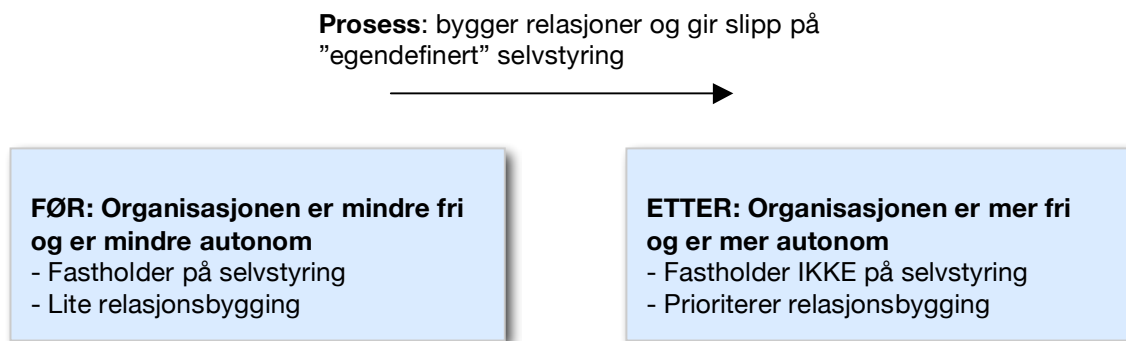 Prosess: bygger relasjoner og gir slipp på
”egendefinert” selvstyring
FØR: Organisasjonen er mindre fri
og er mindre autonom
- Fastholder på selvstyring
- Lite relasjonsbygging
ETTER: Organisasjonen er mer fri
og er mer autonom
- Fastholder IKKE på selvstyring
- Prioriterer relasjonsbygging